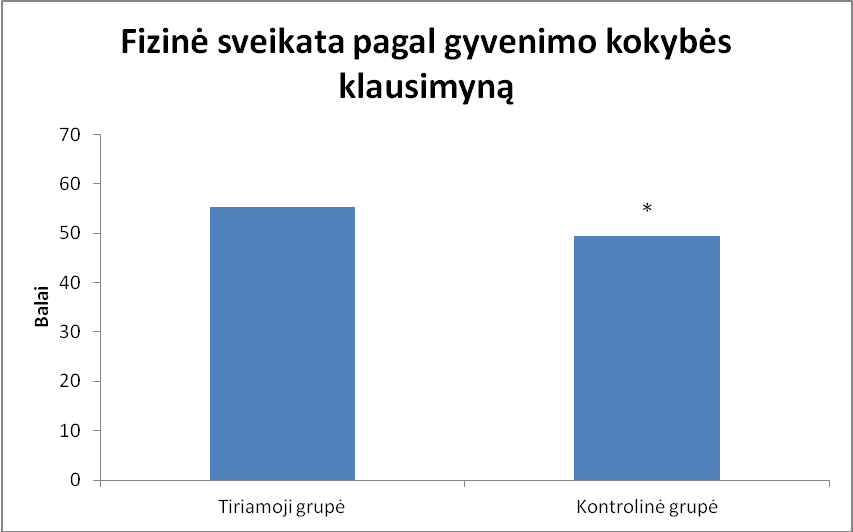 Fizinė sveikata pagal gyvenimo kokybės
klausimyną
Balai
70
60
50
40
30
20
10
0
*
Tiriamoji grupė
Kontrolinė grupė